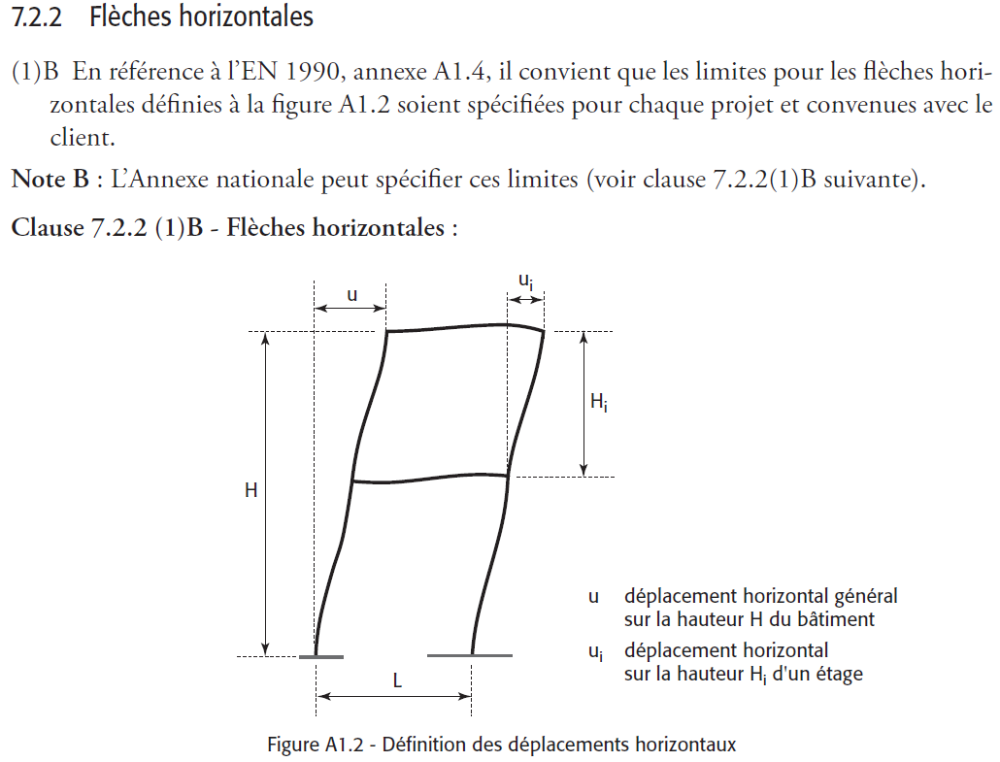 7.2.2 Flèches horizontales
(1)B En référence à l'EN 1990, annexe A1.4, il convient que les limites pour les flèches hori-
zontales définies à la figure A1.2 soient spécifiées pour chaque projet et convenues avec le
client.
Note B : L'Annexe nationale peut spécifier ces limites (voir clause 7.2.2(1)B suivante).
Clause 7.2.2 (1)B - Flèches horizontales :
u
ui
Hi
H
L
u déplacement horizontal général
sur la hauteur H du bâtiment
ui déplacement horizontal
sur la hauteur Hi d'un étage
Figure A1.2 - Définition des déplacements horizontaux